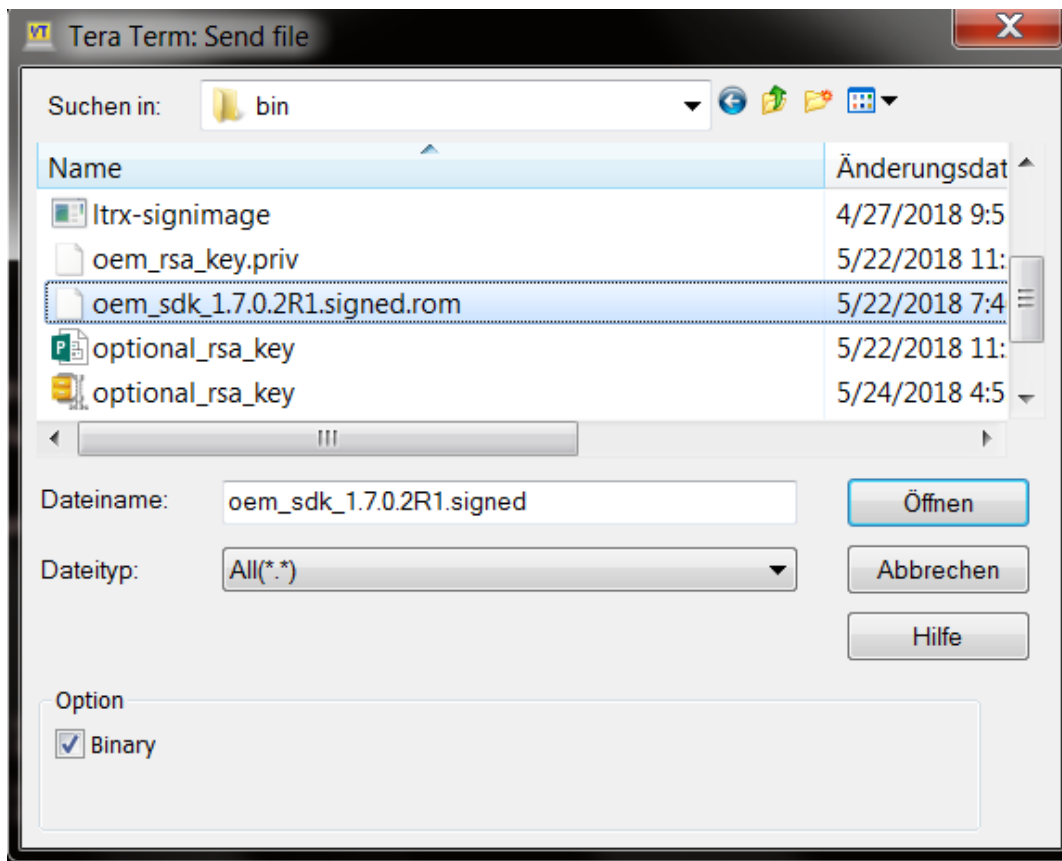 VT Tera Term: Send file X
Suchen in: bin
Name Änderungsdat
ltrx-signimage 4/27/2018 9:5
oem_rsa_key.priv 5/22/2018 11:
oem_sdk_1.7.0.2R1.signed.rom 5/22/2018 7:4
P optional_rsa_key 5/22/2018 11:
optional_rsa_key 5/24/2018 4:5
Dateiname: oem_sdk_1.7.0.2R1.signed Öffnen
Dateityp: All(*.*) Abbrechen
Hilfe
Option
Binary